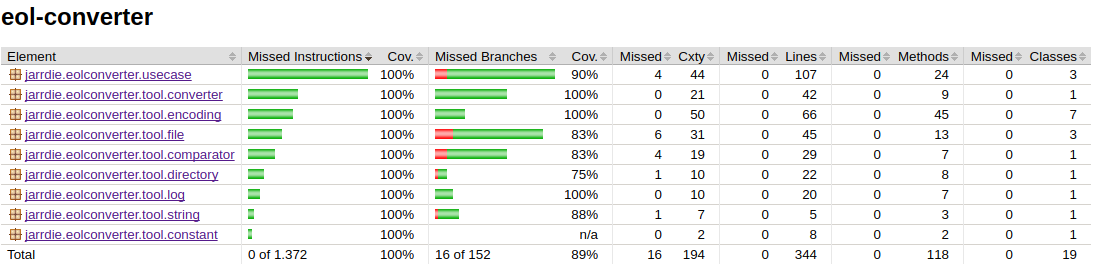 eol-converter
Element Missed Instructions Cov. Missed Branches Cov. Missed Cxty Missed Lines Missed Methods Missed Classes
jarrdie.eolconverter.usecase 100% 90% 4 44 0 107 0 24 0 3
jarrdie.eolconverter.tool.converter 100% 100% 0 21 0 42 0 9 0 1
jarrdie.eolconverter.tool.encoding 100% 100% 0 50 0 66 0 45 0 7
jarrdie.eolconverter.tool.file 100% 83% 6 31 0 45 0 13 0 3
jarrdie.eolconverter.tool.comparator 100% 83% 4 19 0 29 0 7 0 1
jarrdie.eolconverter.tool.directory 100% 75% 1 10 0 22 0 8 0 1
jarrdie.eolconverter.tool.log 100% 100% 0 10 0 20 0 7 0 1
jarrdie.eolconverter.tool.string 100% 88% 1 7 0 5 0 3 0 1
jarrdie.eolconverter.tool.constant 100% n/a 0 2 0 8 0 2 0 1
Total 0 of 1.372 100% 16 of 152 89% 16 194 0 344 0 118 0 19